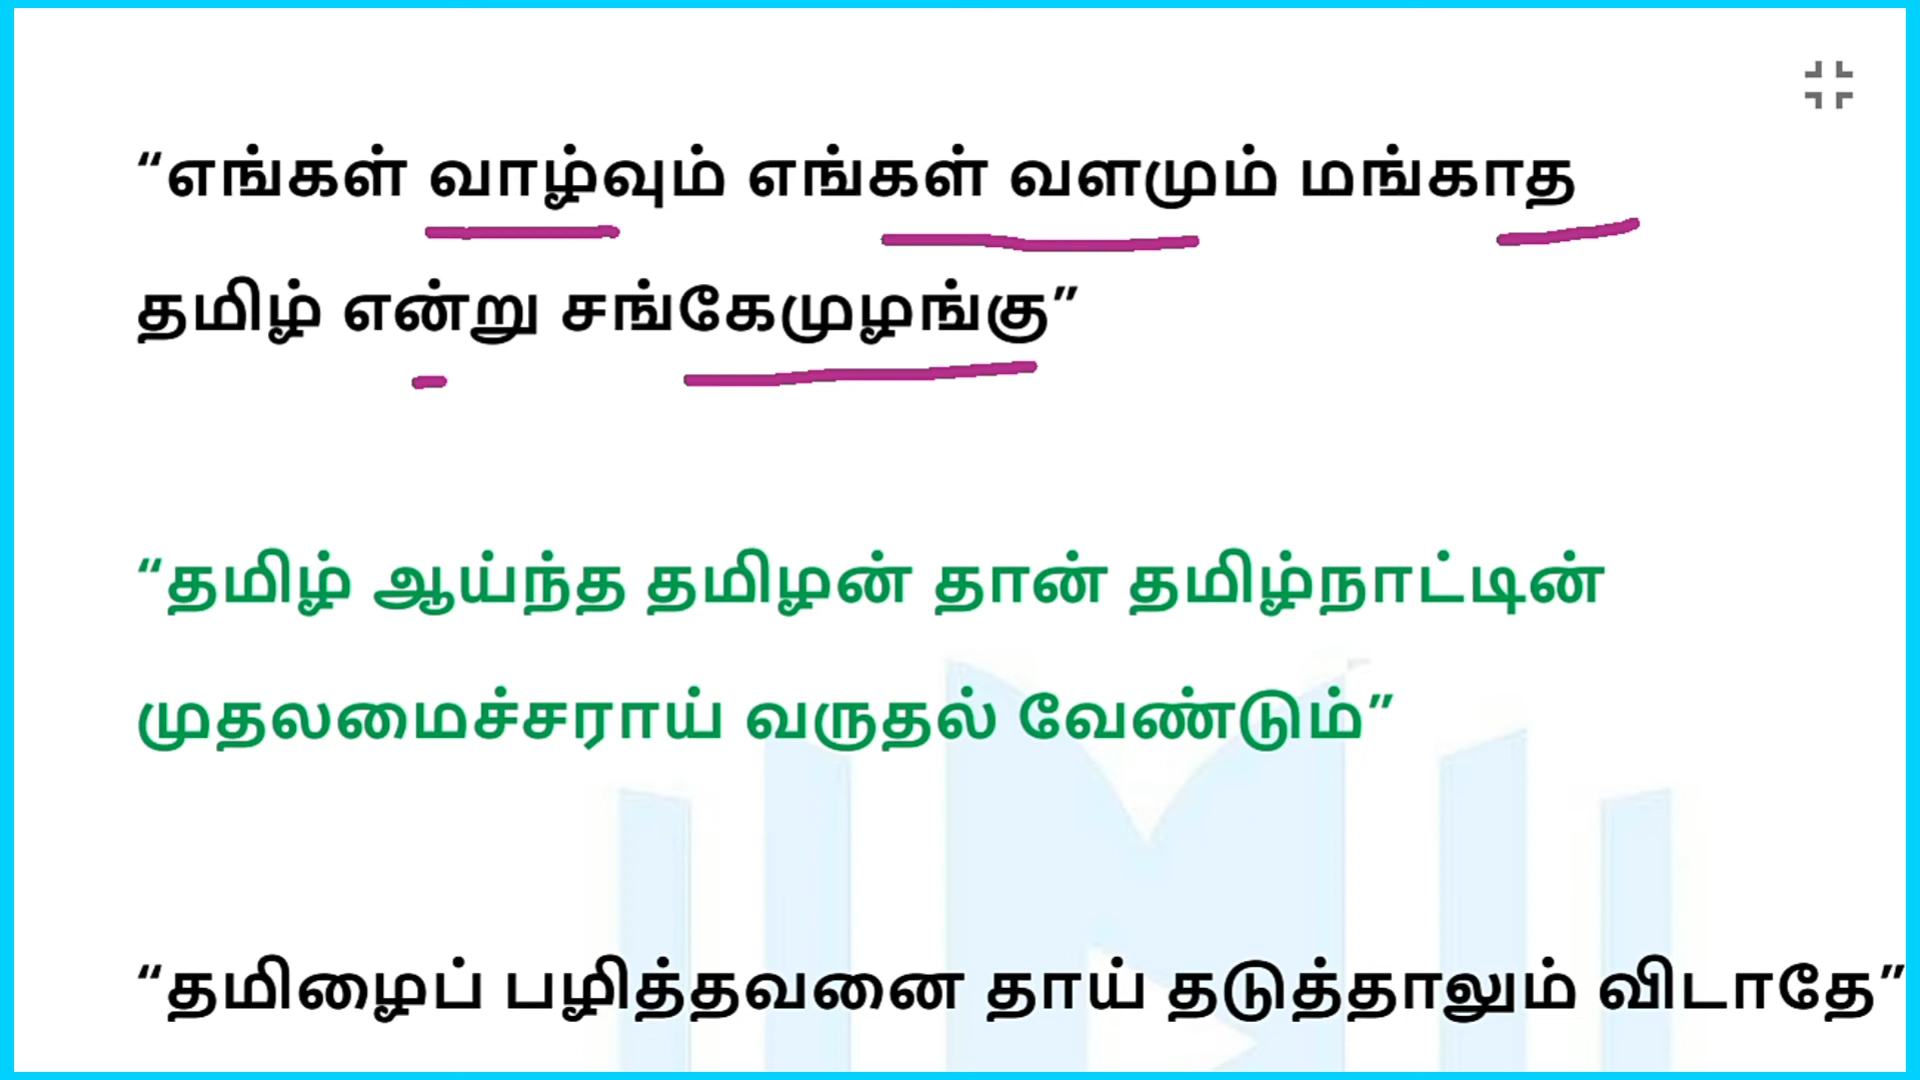 “எங்கள் வாழ்வும் எங்கள் வளமும் மங்காத
தமிழ் என்று சங்கேமுழங்கு”
“தமிழ் ஆய்ந்த தமிழன் தான் தமிழ்நாட்டின்
முதலமைச்சராய் வருதல் வேண்டும்”
“தமிழைப் பழித்தவனை தாய் தடுத்தாலும் விடாதே”